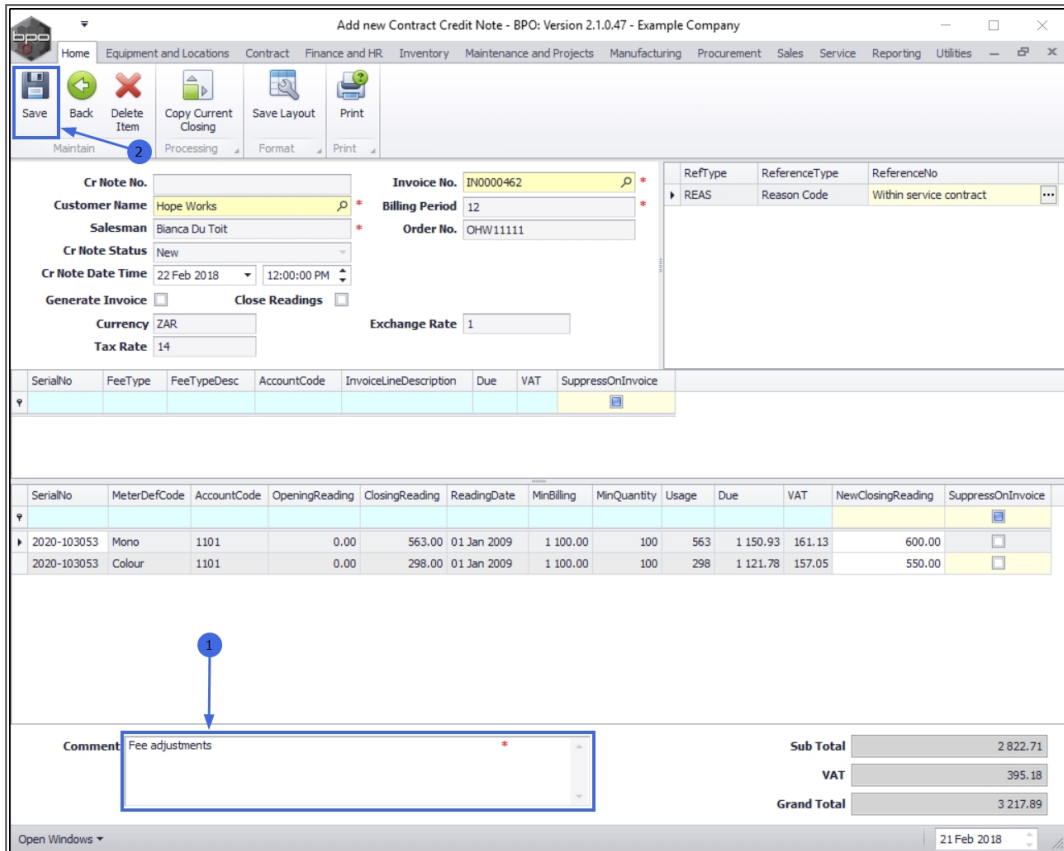 Add new Contract Credit Note - BPO: Version 2.1.0.47 - Example Company
bpo
Home Equipment and Locations Contract Finance and HR Inventory Maintenance and Projects Manufacturing Procurement Sales Service Reporting Utilities
Save Back Delete Item Copy Current Closing Save Layout Print
Maintain Processing Format Print
2
Cr Note No. Invoice No. IN0000462 *
Customer Name Hope Works * Billing Period 12 *
Salesman Bianca Du Toit * Order No. OHW11111
Cr Note Status New
Cr Note Date Time 22 Feb 2018 12:00:00 PM
Generate Invoice Close Readings
Currency ZAR Exchange Rate 1
Tax Rate 14
RefType ReferenceType ReferenceNo
REAS Reason Code Within service contract ...
SerialNo FeeType FeeTypeDesc AccountCode InvoiceLineDescription Due VAT SuppressOnInvoice
SerialNo MeterDefCode AccountCode OpeningReading ClosingReading ReadingDate MinBilling MinQuantity Usage Due VAT NewClosingReading SuppressOnInvoice
2020-103053 Mono 1101 0.00 563.00 01 Jan 2009 1 100.00 100 563 1 150.93 161.13 600.00
2020-103053 Colour 1101 0.00 298.00 01 Jan 2009 1 100.00 100 298 1 121.78 157.05 550.00
1
Comment Fee adjustments *
Sub Total 2 822.71
VAT 395.18
Grand Total 3 217.89
Open Windows 21 Feb 2018